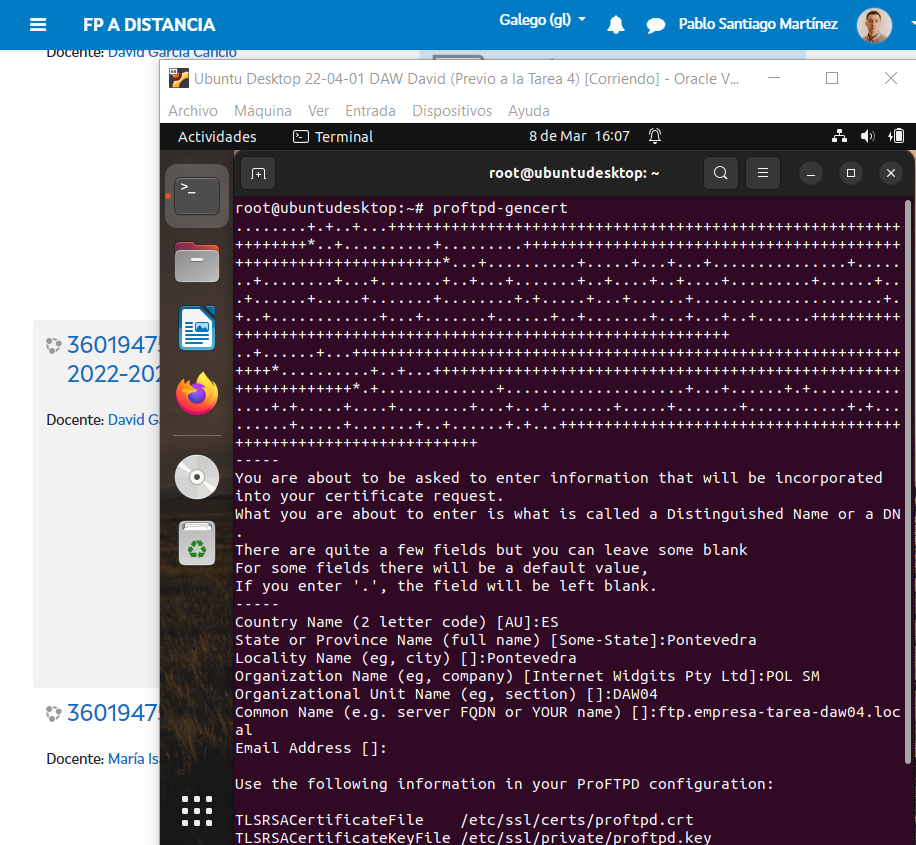 FP A DISTANCIA
Galego (gl)
Pablo Santiago Martínez
Docente: David García Cancio
Ubuntu Desktop 22-04-01 DAW David (Previo a la Tarea 4) [Corriendo] - Oracle V...
Archivo Máquina Ver Entrada Dispositivos Ayuda
Actividades
Terminal
8 de Mar 16:07
root@ubuntudesktop: ~
3601947
2022-202
Docente: David G
3601947
Docente: María Is
root@ubuntudesktop:~# proftpd-gencert
-----
You are about to be asked to enter information that will be incorporated
into your certificate request.
What you are about to enter is what is called a Distinguished Name or a DN
.
There are quite a few fields but you can leave some blank
For some fields there will be a default value,
If you enter '.', the field will be left blank.
-----
Country Name (2 letter code) [AU]:ES
State or Province Name (full name) [Some-State]:Pontevedra
Locality Name (eg, city) []:Pontevedra
Organization Name (eg, company) [Internet Widgits Pty Ltd]:POL SM
Organizational Unit Name (eg, section) []:DAW04
Common Name (e.g. server FQDN or YOUR name) []:ftp.empresa-tarea-daw04.loc
al
Email Address []:
Use the following information in your ProFTPD configuration:
TLSRSACertificateFile    /etc/ssl/certs/proftpd.crt
TLSRSACertificateKeyFile /etc/ssl/private/proftpd.key